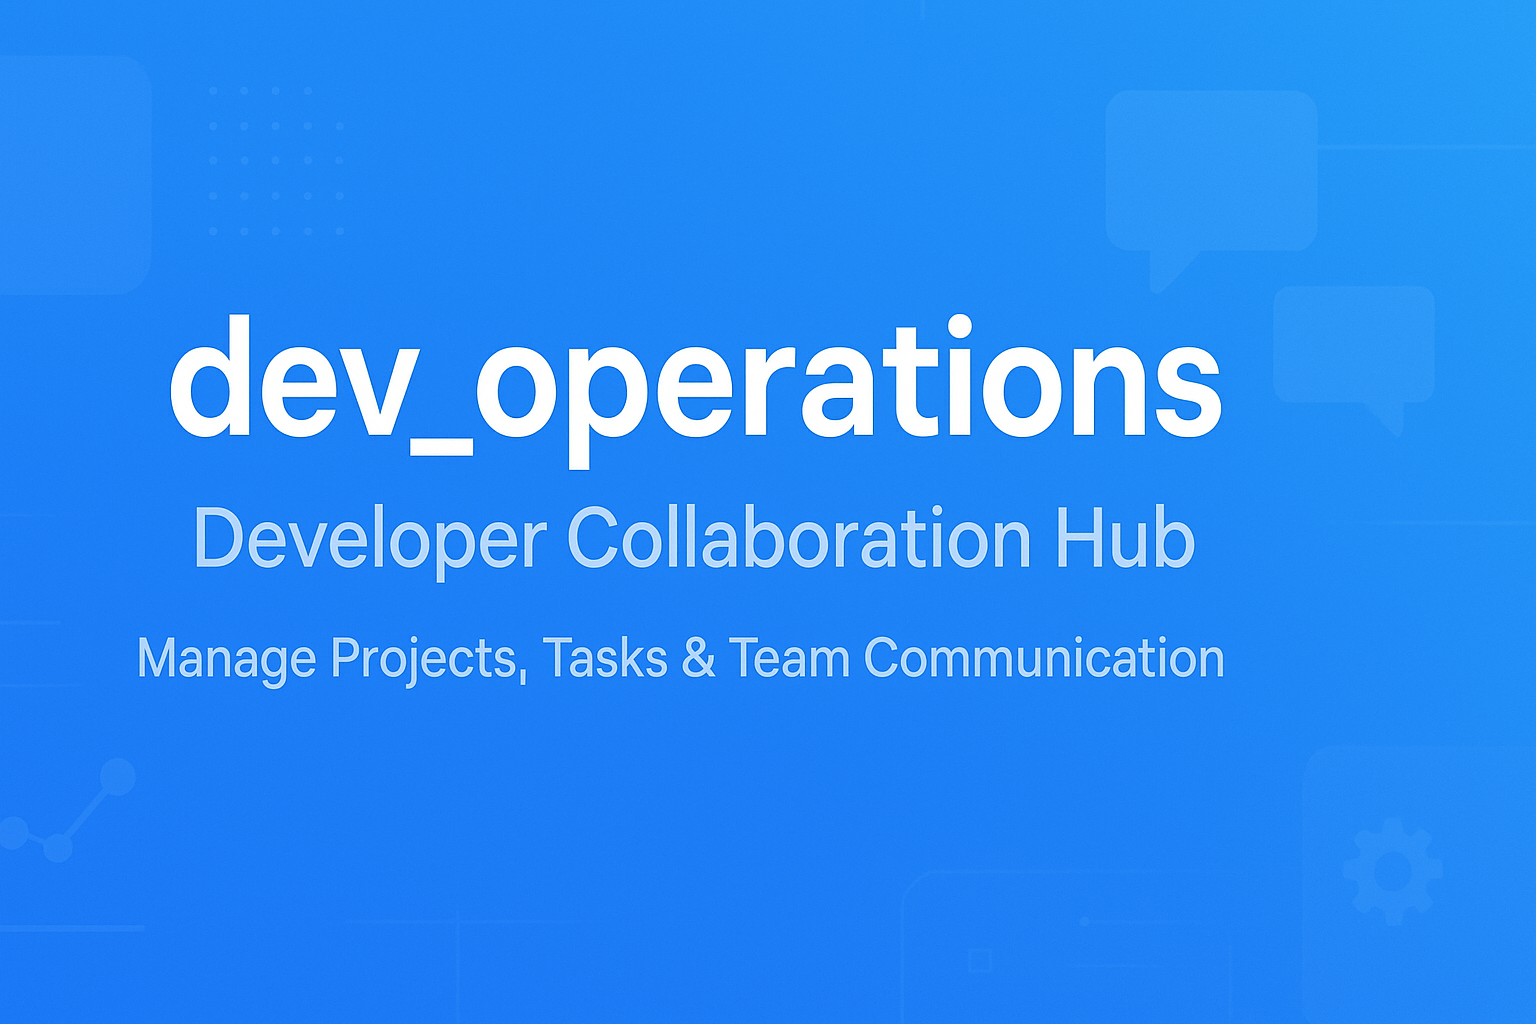 dev_operations
Developer Collaboration Hub
Manage Projects, Tasks & Team Communication